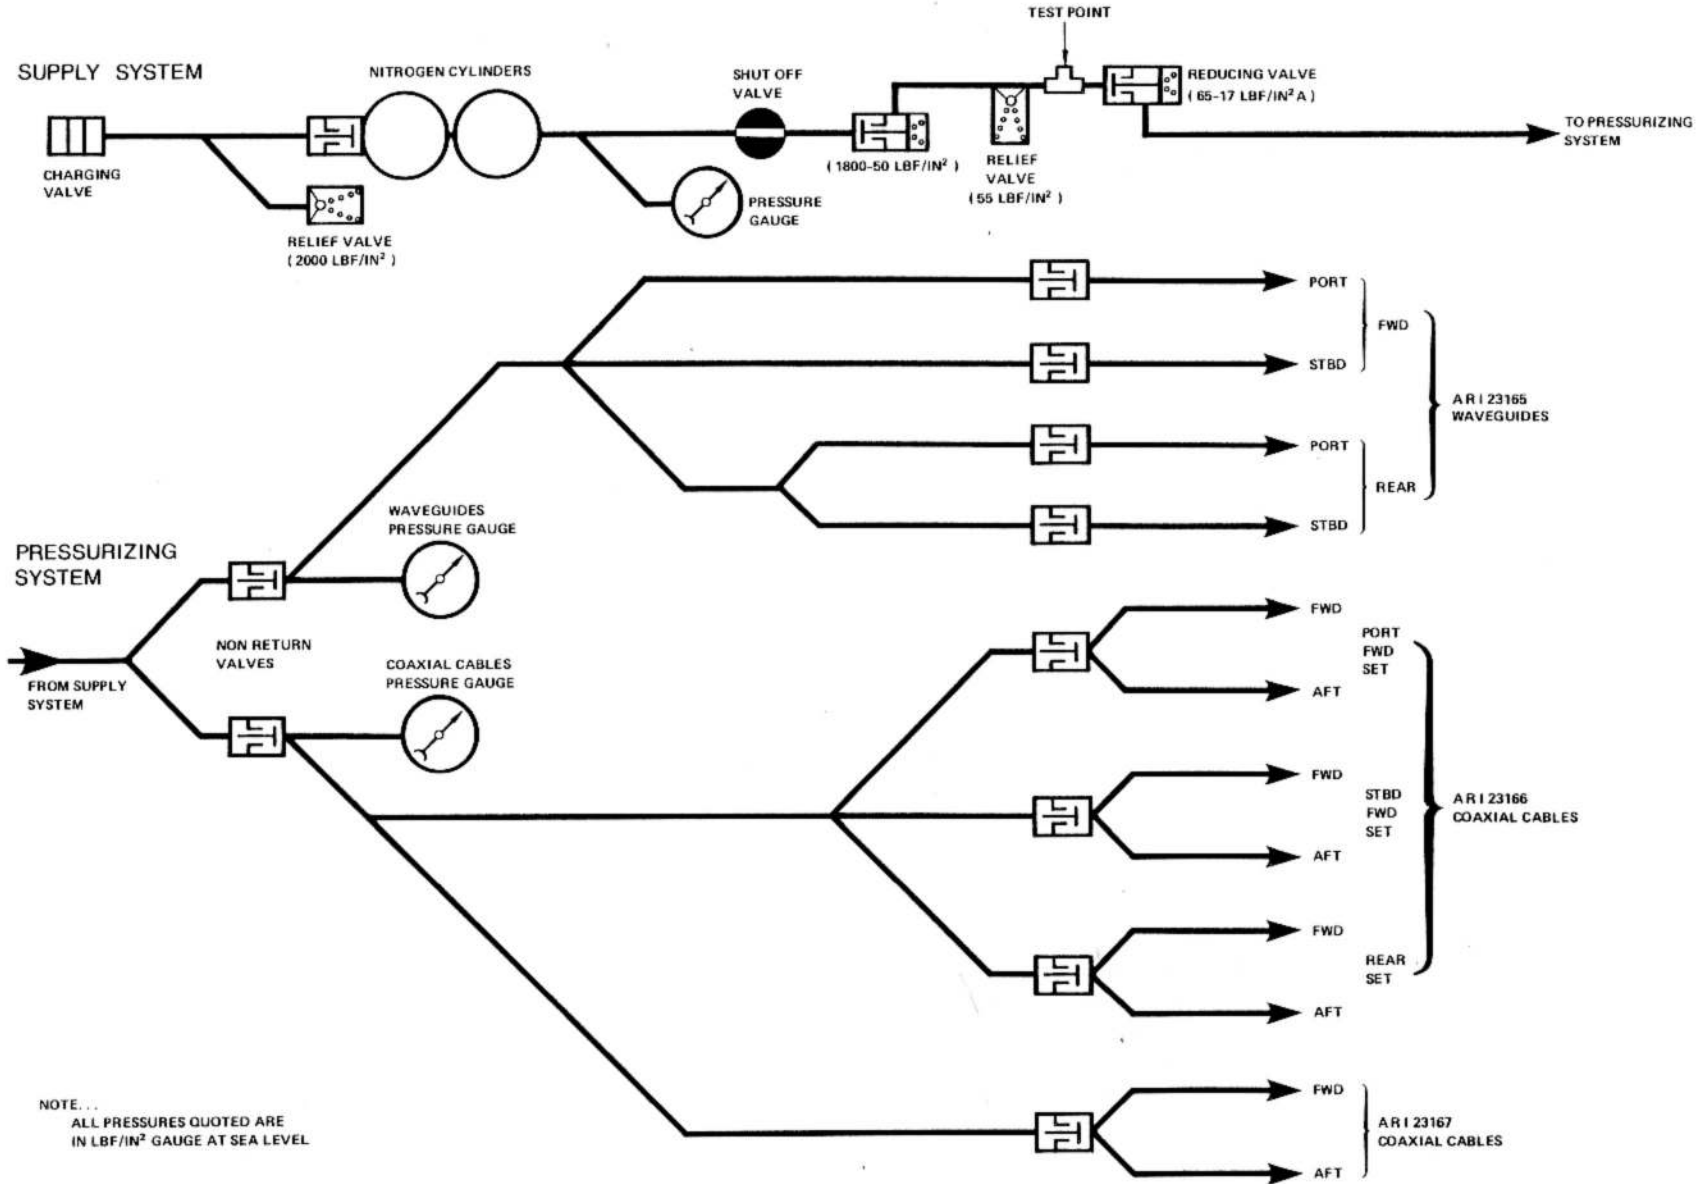 TEST POINT
SUPPLY SYSTEM
NITROGEN CYLINDERS
SHUT OFF
VALVE
REDUCING VALVE
(65-17 LBF/IN²A)
CHARGING
VALVE
RELIEF VALVE
(2000 LBF/IN²)
PRESSURE
GAUGE
(1800-50 LBF/IN²)
RELIEF
VALVE
(55 LBF/IN²)
TO PRESSURIZING
SYSTEM
PORT
FWD
STBD
ARI 23165
WAVEGUIDES
PORT
REAR
STBD
WAVEGUIDES
PRESSURE GAUGE
PRESSURIZING
SYSTEM
NON RETURN
VALVES
FROM SUPPLY
SYSTEM
COAXIAL CABLES
PRESSURE GAUGE
FWD
PORT
FWD
SET
AFT
FWD
STBD
FWD
SET
AFT
ARI 23166
COAXIAL CABLES
FWD
REAR
SET
AFT
FWD
ARI 23167
COAXIAL CABLES
AFT
NOTE...
ALL PRESSURES QUOTED ARE
IN LBF/IN² GAUGE AT SEA LEVEL